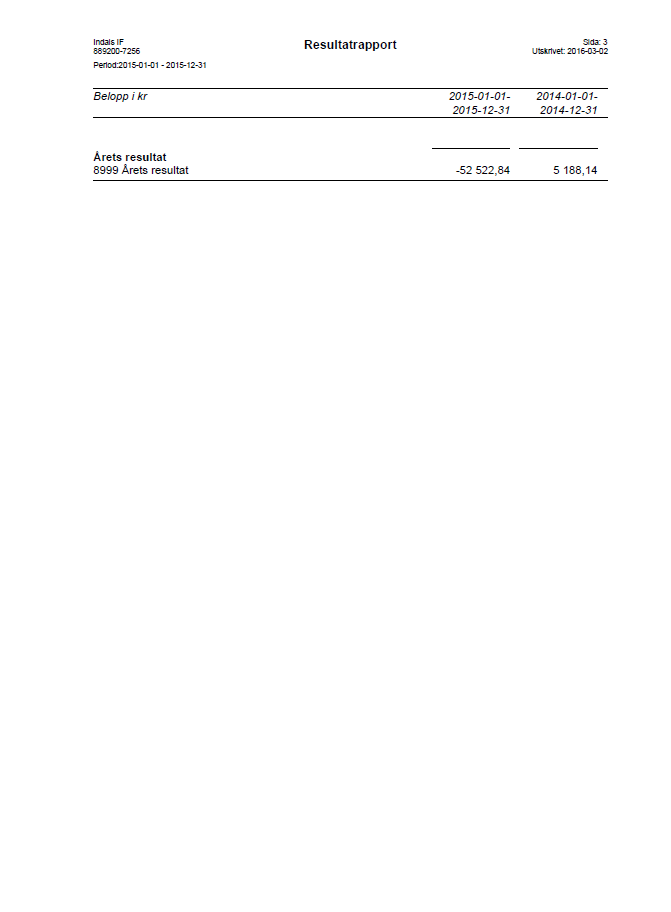 Indals IF
889200-7256
Resultatrapport
Sida: 3
Utskrivet: 2016-03-02
Period:2015-01-01 - 2015-12-31
Belopp i kr 2015-01-01- 2014-01-01-
2015-12-31 2014-12-31
Årets resultat
8999 Årets resultat -52 522,84 5 188,14